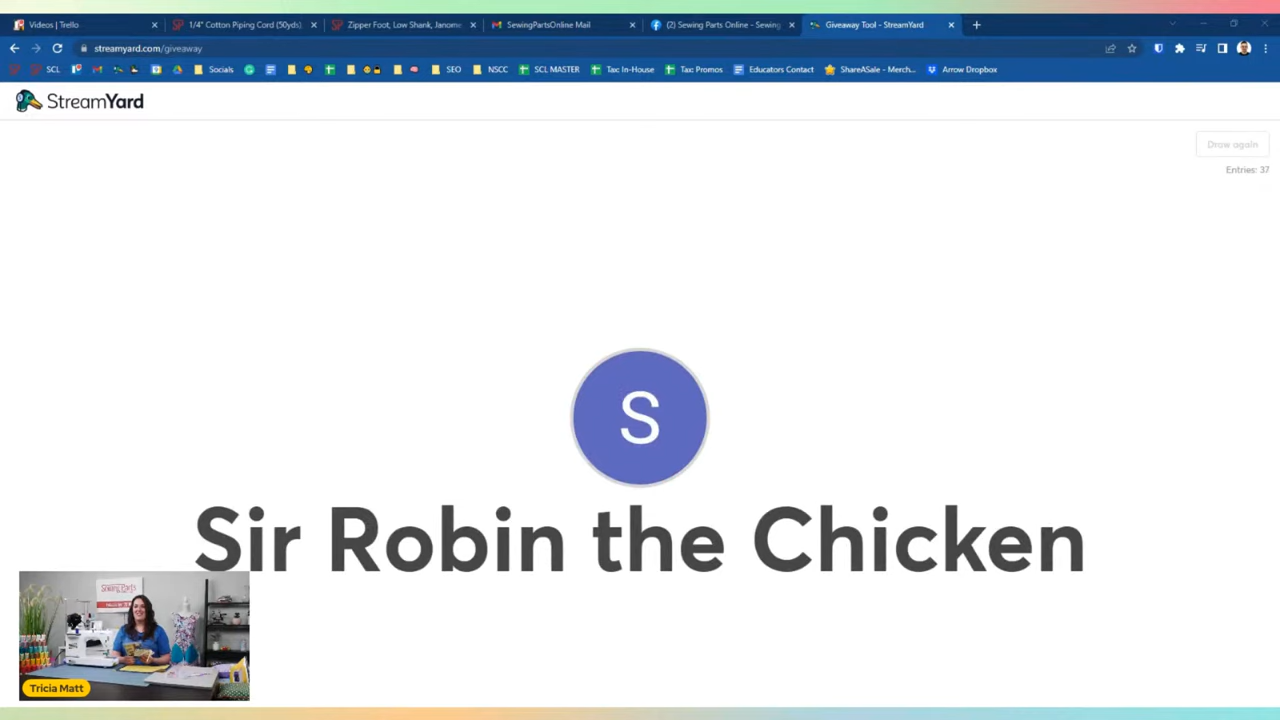 Videos | Trello
1/4" Cotton Piping Cord (50yds)
Zipper Foot, Low Shank, Janome
SewingPartsOnline Mail
(2) Sewing Parts Online - Sewing
Giveaway Tool - StreamYard
streamyard.com/giveaway
SCL
Socials
SEO
NSCC
SCL MASTER
Tax: In-House
Tax: Promos
Educators Contact
ShareASale - Merch...
Arrow Dropbox
StreamYard
Draw again
Entries: 37
S
Sir Robin the Chicken
Sewing Parts
Tricia Matt